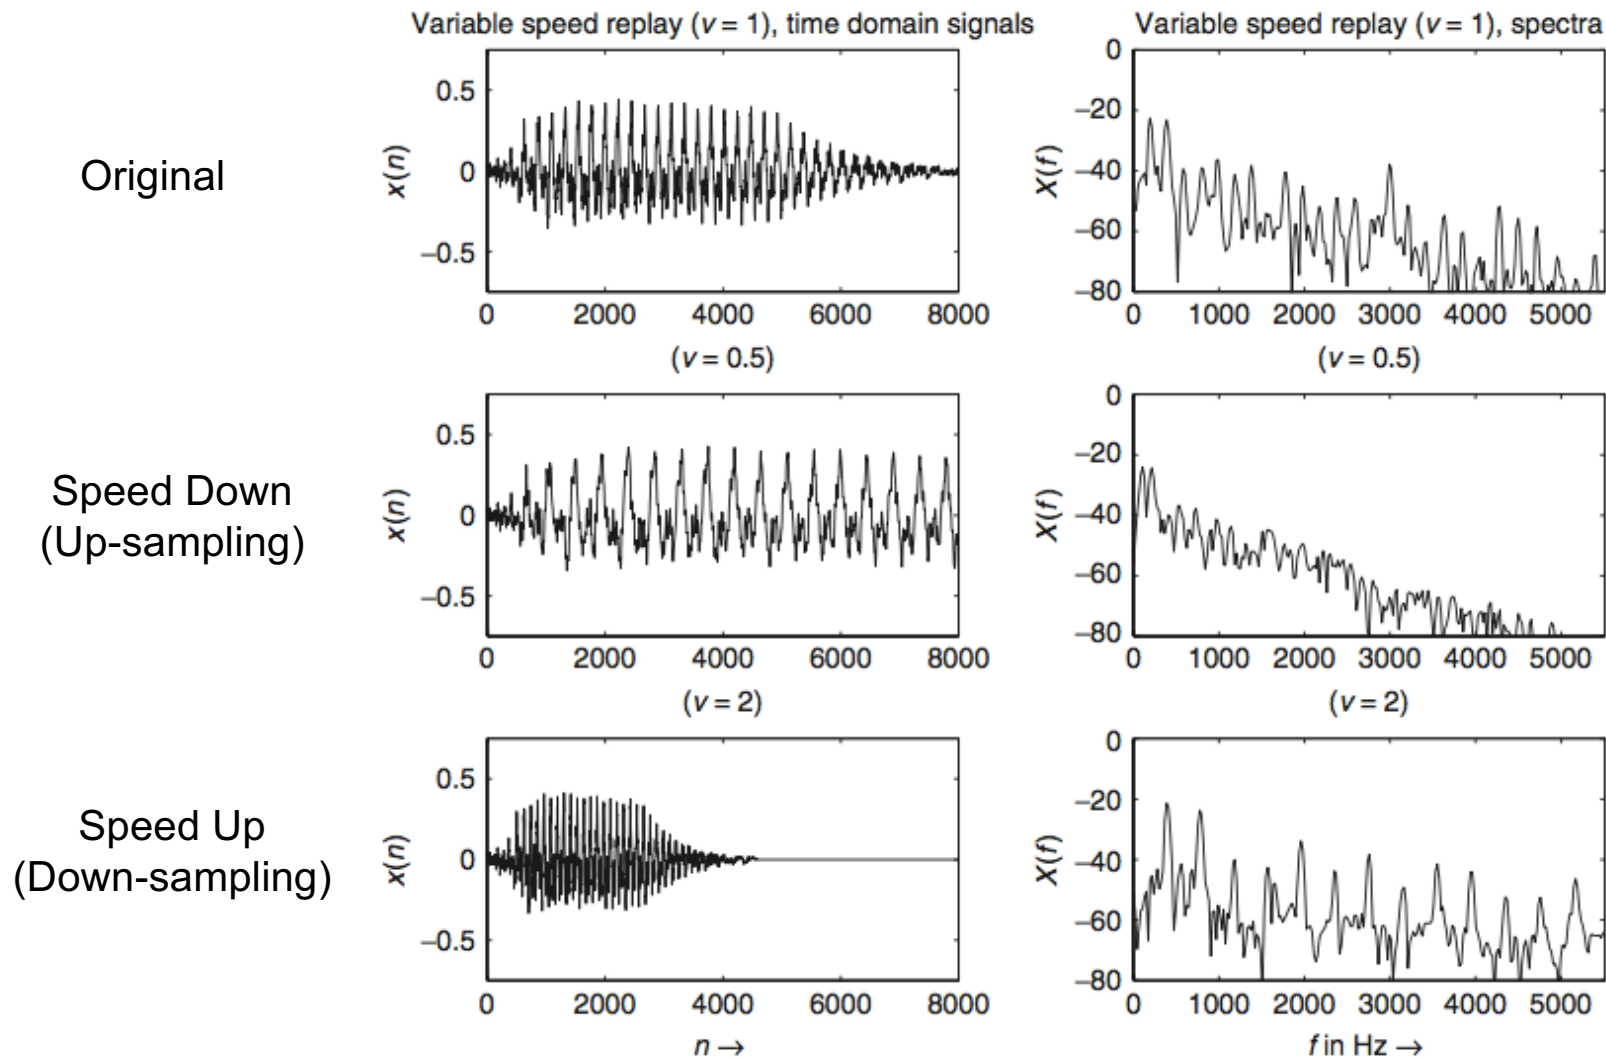 Variable speed replay (v = 1), time domain signals
Variable speed replay (v = 1), spectra
Original
x(n)
0.5
0
−0.5
0 2000 4000 6000 8000
X(f)
0
−20
−40
−60
−80
0 1000 2000 3000 4000 5000
(v = 0.5)
(v = 0.5)
Speed Down
(Up-sampling)
x(n)
0.5
0
−0.5
0 2000 4000 6000 8000
X(f)
0
−20
−40
−60
−80
0 1000 2000 3000 4000 5000
(v = 2)
(v = 2)
Speed Up
(Down-sampling)
x(n)
0.5
0
−0.5
0 2000 4000 6000 8000
n →
X(f)
0
−20
−40
−60
−80
0 1000 2000 3000 4000 5000
f in Hz →